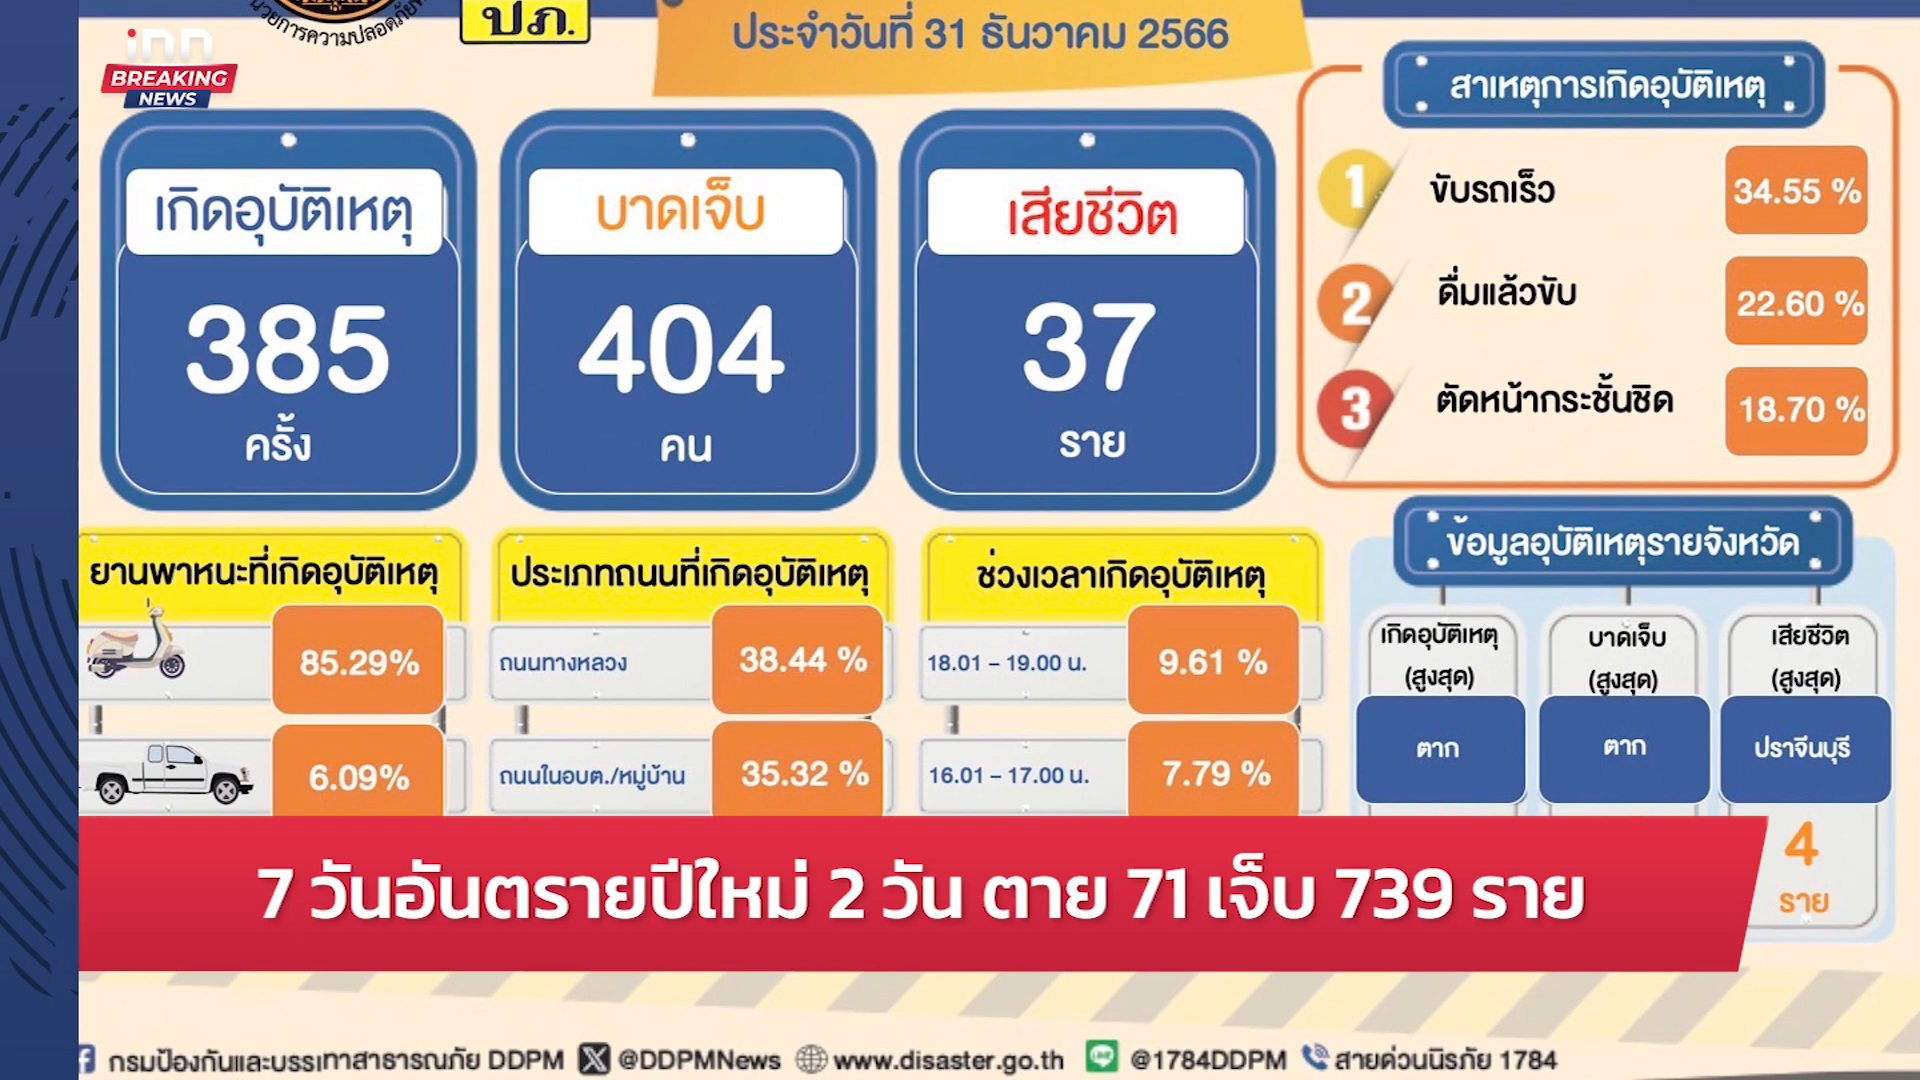 inn
BREAKING
NEWS
ปภ.
ประจำวันที่ 31 ธันวาคม 2566
เกิดอุบัติเหตุ
385
ครั้ง
บาดเจ็บ
404
คน
เสียชีวิต
37
ราย
สาเหตุการเกิดอุบัติเหตุ
1 ขับรถเร็ว 34.55 %
2 ดื่มแล้วขับ 22.60 %
3 ตัดหน้ากระชั้นชิด 18.70 %
ยานพาหนะที่เกิดอุบัติเหตุ
85.29%
6.09%
ประเภทถนนที่เกิดอุบัติเหตุ
ถนนทางหลวง 38.44 %
ถนนในอบต./หมู่บ้าน 35.32 %
ช่วงเวลาเกิดอุบัติเหตุ
18.01 – 19.00 น. 9.61 %
16.01 – 17.00 น. 7.79 %
ข้อมูลอุบัติเหตุรายจังหวัด
เกิดอุบัติเหตุ
(สูงสุด)
ตาก
บาดเจ็บ
(สูงสุด)
ตาก
เสียชีวิต
(สูงสุด)
ปราจีนบุรี
4
ราย
7 วันอันตรายปีใหม่ 2 วัน ตาย 71 เจ็บ 739 ราย
กรมป้องกันและบรรเทาสาธารณภัย DDPM @DDPMNews www.disaster.go.th @1784DDPM สายด่วนนิรภัย 1784